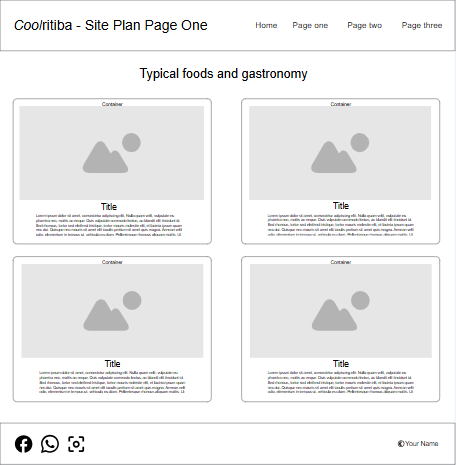 Coolritiba - Site Plan Page One
Home Page one Page two Page three
Typical foods and gastronomy
Container
Title
Lorem ipsum dolor sit amet, consectetur adipiscing elit. Nulla quam velit, vulputate eu
pharetra nec, mattis ac neque. Duis vulputate commodo lectus, ac blandit elit tincidunt id.
Sed rhoncus, tortor sed eleifend tristique, tortor mauris molestie elit, et lacinia ipsum quam
nec dui. Quisque nec mauris sit amet elit iaculis pretium sit amet quis magna. Aenean velit
odio, elementum in tempus ut, vehicula eu diam. Pellentesque rhoncus aliquam mattis. Ut
Container
Title
Lorem ipsum dolor sit amet, consectetur adipiscing elit. Nulla quam velit, vulputate eu
pharetra nec, mattis ac neque. Duis vulputate commodo lectus, ac blandit elit tincidunt id.
Sed rhoncus, tortor sed eleifend tristique, tortor mauris molestie elit, et lacinia ipsum quam
nec dui. Quisque nec mauris sit amet elit iaculis pretium sit amet quis magna. Aenean velit
odio, elementum in tempus ut, vehicula eu diam. Pellentesque rhoncus aliquam mattis. Ut
Container
Title
Lorem ipsum dolor sit amet, consectetur adipiscing elit. Nulla quam velit, vulputate eu
pharetra nec, mattis ac neque. Duis vulputate commodo lectus, ac blandit elit tincidunt id.
Sed rhoncus, tortor sed eleifend tristique, tortor mauris molestie elit, et lacinia ipsum quam
nec dui. Quisque nec mauris sit amet elit iaculis pretium sit amet quis magna. Aenean velit
odio, elementum in tempus ut, vehicula eu diam. Pellentesque rhoncus aliquam mattis. Ut
Container
Title
Lorem ipsum dolor sit amet, consectetur adipiscing elit. Nulla quam velit, vulputate eu
pharetra nec, mattis ac neque. Duis vulputate commodo lectus, ac blandit elit tincidunt id.
Sed rhoncus, tortor sed eleifend tristique, tortor mauris molestie elit, et lacinia ipsum quam
nec dui. Quisque nec mauris sit amet elit iaculis pretium sit amet quis magna. Aenean velit
odio, elementum in tempus ut, vehicula eu diam. Pellentesque rhoncus aliquam mattis. Ut
Your Name